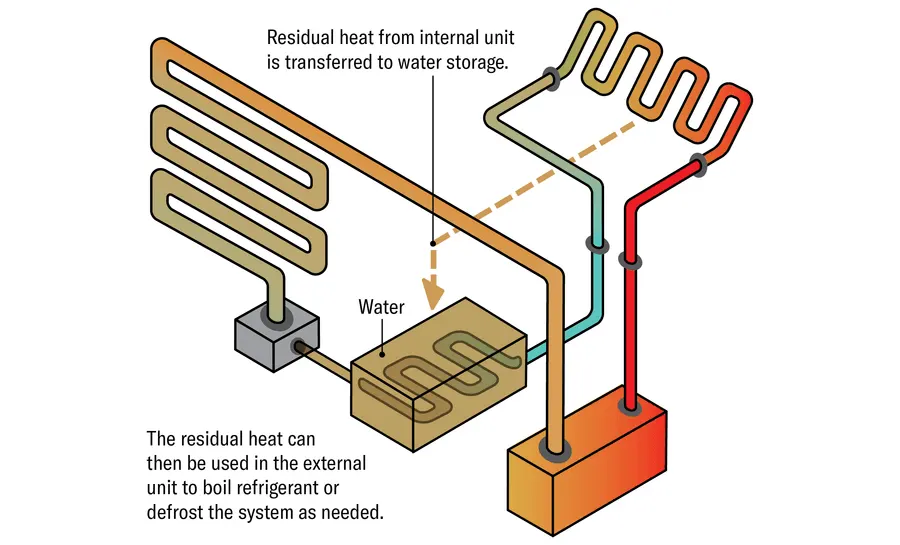 Residual heat from internal unit
is transferred to water storage.
Water
The residual heat can
then be used in the external
unit to boil refrigerant or
defrost the system as needed.